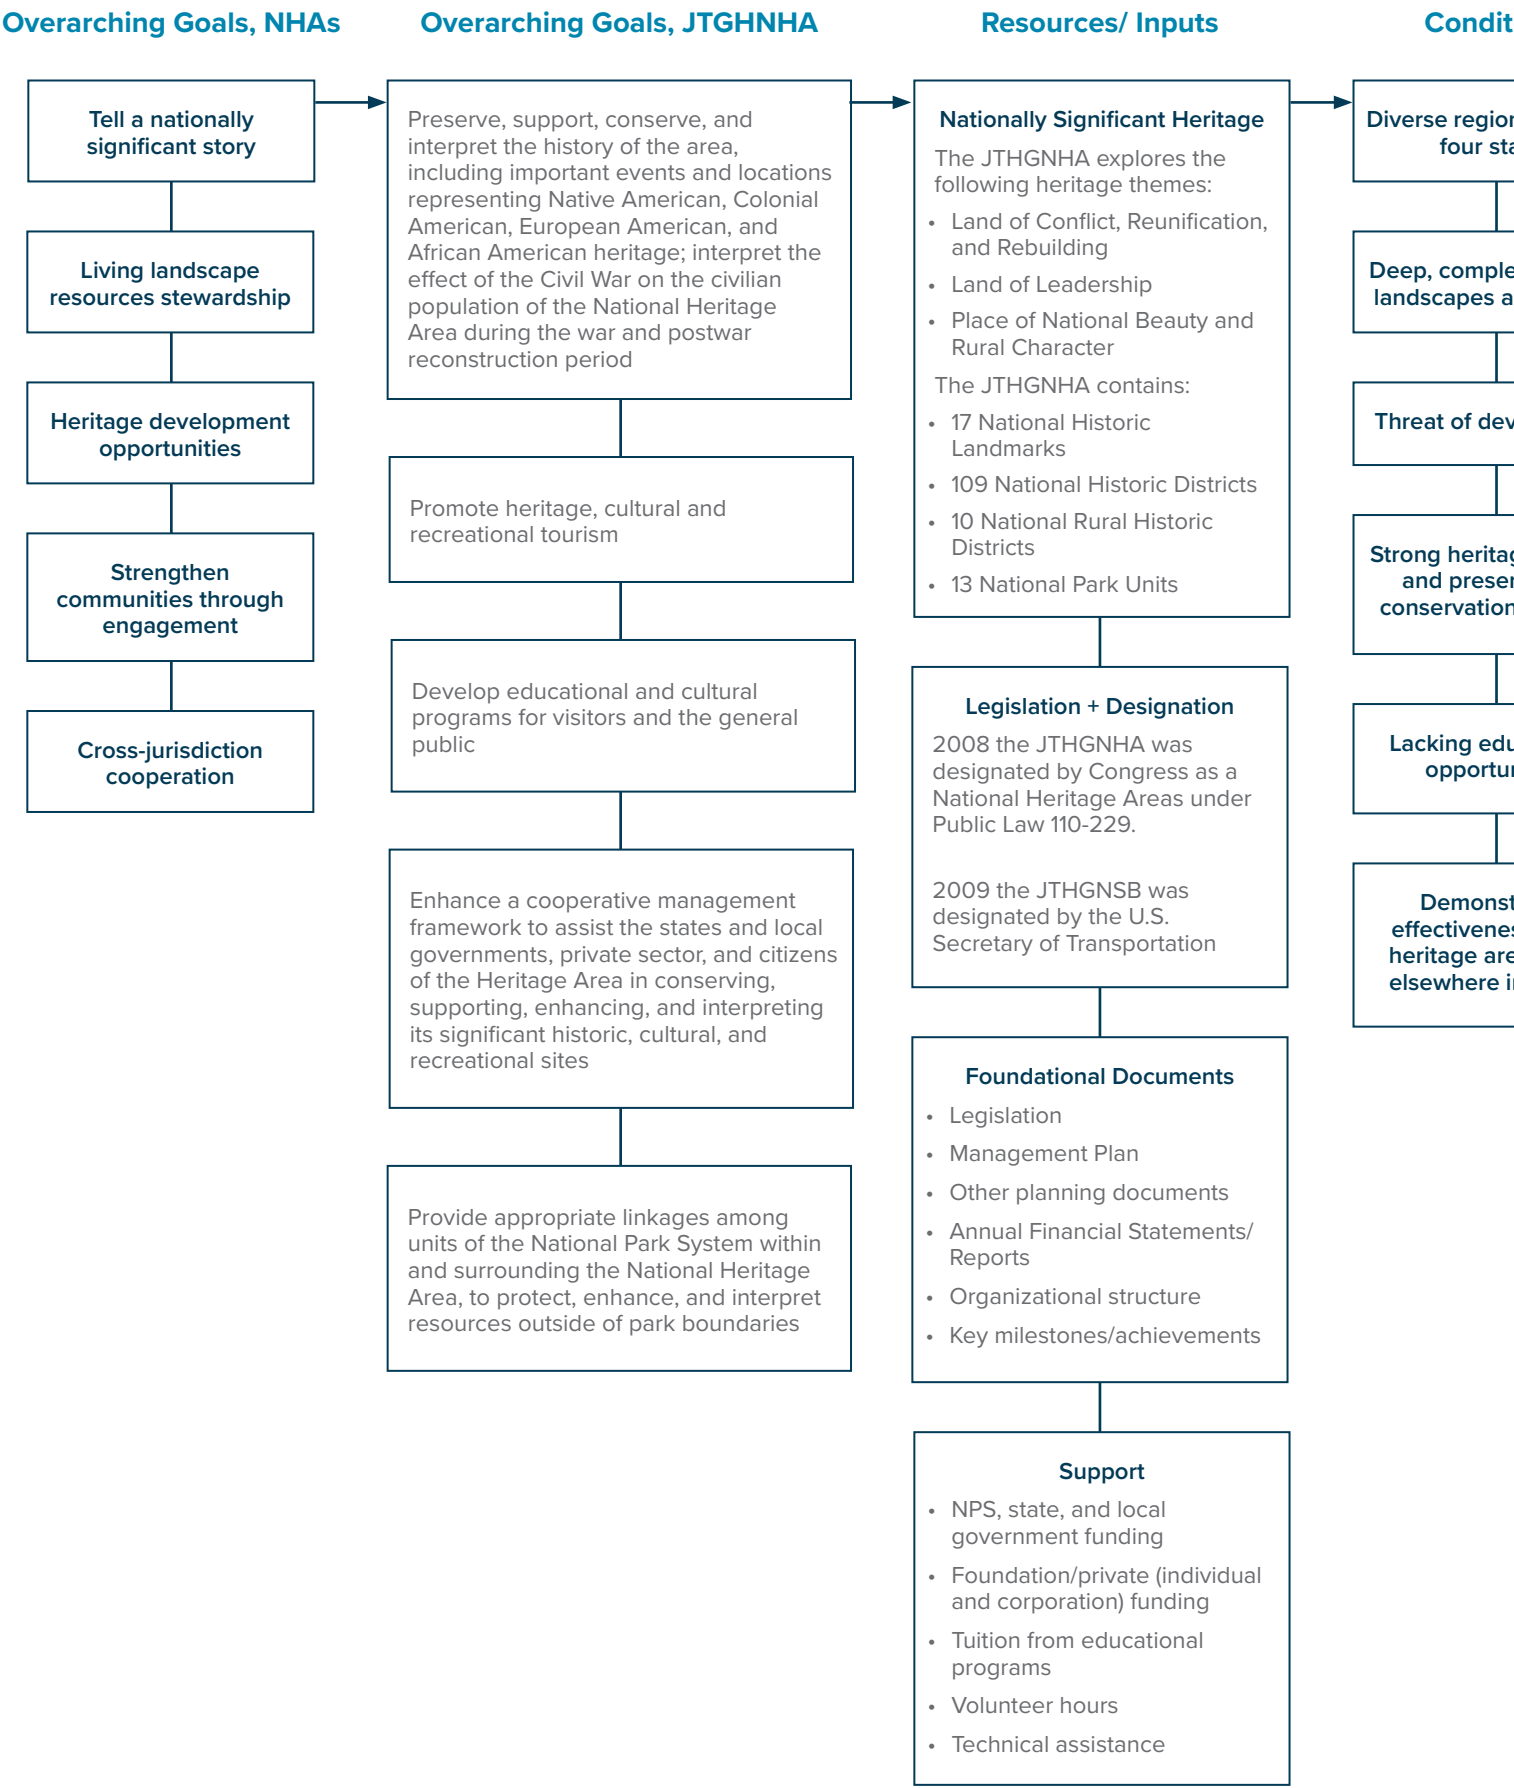 Overarching Goals, NHAs
Tell a nationally
significant story
Living landscape
resources stewardship
Heritage development
opportunities
Strengthen
communities through
engagement
Cross-jurisdiction
cooperation
Overarching Goals, JTGHNHA
Preserve, support, conserve, and
interpret the history of the area,
including important events and locations
representing Native American, Colonial
American, European American, and
African American heritage; interpret the
effect of the Civil War on the civilian
population of the National Heritage
Area during the war and postwar
reconstruction period
Promote heritage, cultural and
recreational tourism
Develop educational and cultural
programs for visitors and the general
public
Enhance a cooperative management
framework to assist the states and local
governments, private sector, and citizens
of the Heritage Area in conserving,
supporting, enhancing, and interpreting
its significant historic, cultural, and
recreational sites
Provide appropriate linkages among
units of the National Park System within
and surrounding the National Heritage
Area, to protect, enhance, and interpret
resources outside of park boundaries
Resources/ Inputs
Nationally Significant Heritage
The JTHGNHA explores the
following heritage themes:
• Land of Conflict, Reunification,
and Rebuilding
• Land of Leadership
• Place of National Beauty and
Rural Character
The JTHGNHA contains:
• 17 National Historic
Landmarks
• 109 National Historic Districts
• 10 National Rural Historic
Districts
• 13 National Park Units
Legislation + Designation
2008 the JTHGNHA was
designated by Congress as a
National Heritage Areas under
Public Law 110-229.
2009 the JTHGNSB was
designated by the U.S.
Secretary of Transportation
Foundational Documents
• Legislation
• Management Plan
• Other planning documents
• Annual Financial Statements/
Reports
• Organizational structure
• Key milestones/achievements
Support
• NPS, state, and local
government funding
• Foundation/private (individual
and corporation) funding
• Tuition from educational
programs
• Volunteer hours
• Technical assistance
Diverse
four
Deep,
landscapes
Threat of
Strong
and
conservation
Lacking
heritage
elsewhere